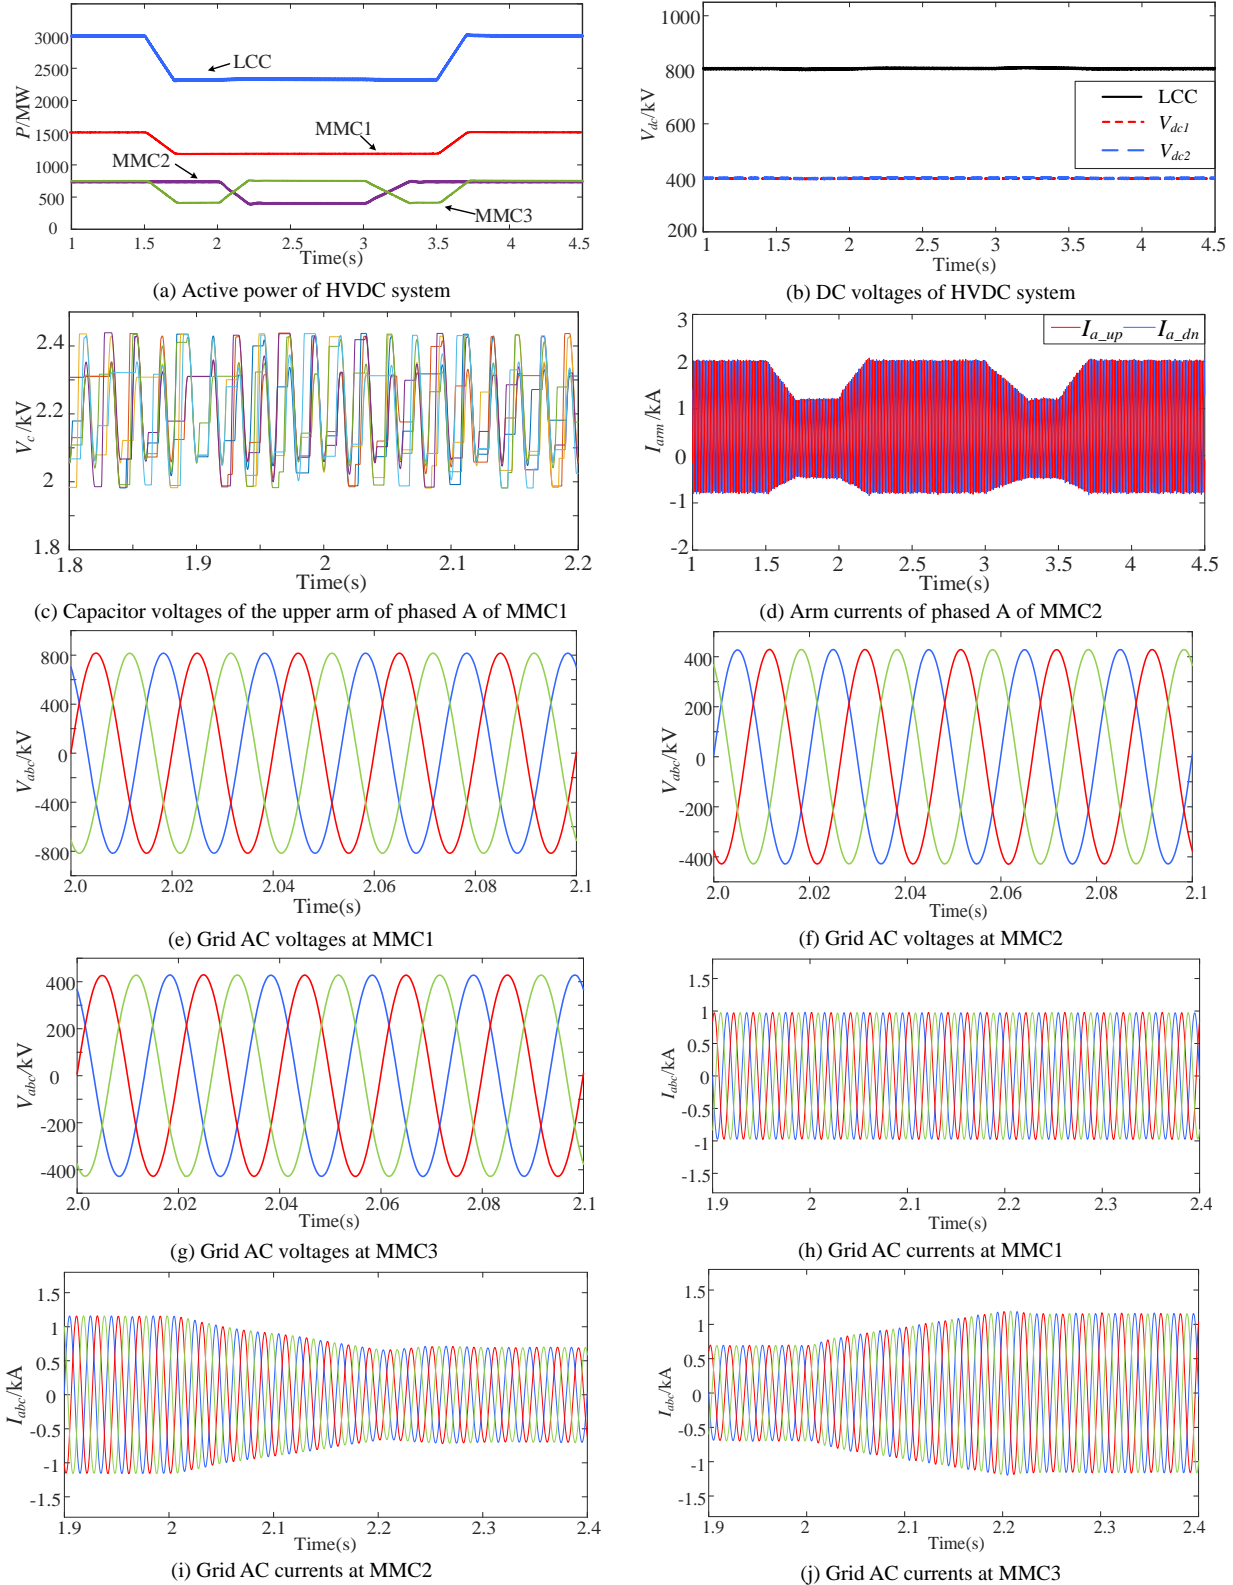 3000
2500
2000
1500
1000
500
0
P/MW
LCC
MMC1
MMC2
MMC3
1 1.5 2 2.5 3 3.5 4 4.5
Time(s)
(a) Active power of HVDC system
1000
800
600
400
200
V_dc/kV
LCC
V_dc1
V_dc2
1 1.5 2 2.5 3 3.5 4 4.5
Time(s)
(b) DC voltages of HVDC system
2.4
2.2
2
1.8
V_c/kV
1.8 1.9 2 2.1 2.2
Time(s)
(c) Capacitor voltages of the upper arm of phased A of MMC1
3
2
1
0
-1
-2
I_arm/kA
I_a_up I_a_dn
1 1.5 2 2.5 3 3.5 4 4.5
Time(s)
(d) Arm currents of phased A of MMC2
800
400
0
-400
-800
V_abc/kV
2.0 2.02 2.04 2.06 2.08 2.1
Time(s)
(e) Grid AC voltages at MMC1
400
200
0
-200
-400
V_abc/kV
2.0 2.02 2.04 2.06 2.08 2.1
Time(s)
(f) Grid AC voltages at MMC2
400
200
0
-200
-400
V_abc/kV
2.0 2.02 2.04 2.06 2.08 2.1
Time(s)
(g) Grid AC voltages at MMC3
1.5
1
0.5
0
-0.5
-1
-1.5
I_abc/kA
1.9 2 2.1 2.2 2.3 2.4
Time(s)
(h) Grid AC currents at MMC1
1.5
1
0.5
0
-0.5
-1
-1.5
I_abc/kA
1.9 2 2.1 2.2 2.3 2.4
Time(s)
(i) Grid AC currents at MMC2
1.5
1
0.5
0
-0.5
-1
-1.5
I_abc/kA
1.9 2 2.1 2.2 2.3 2.4
Time(s)
(j) Grid AC currents at MMC3